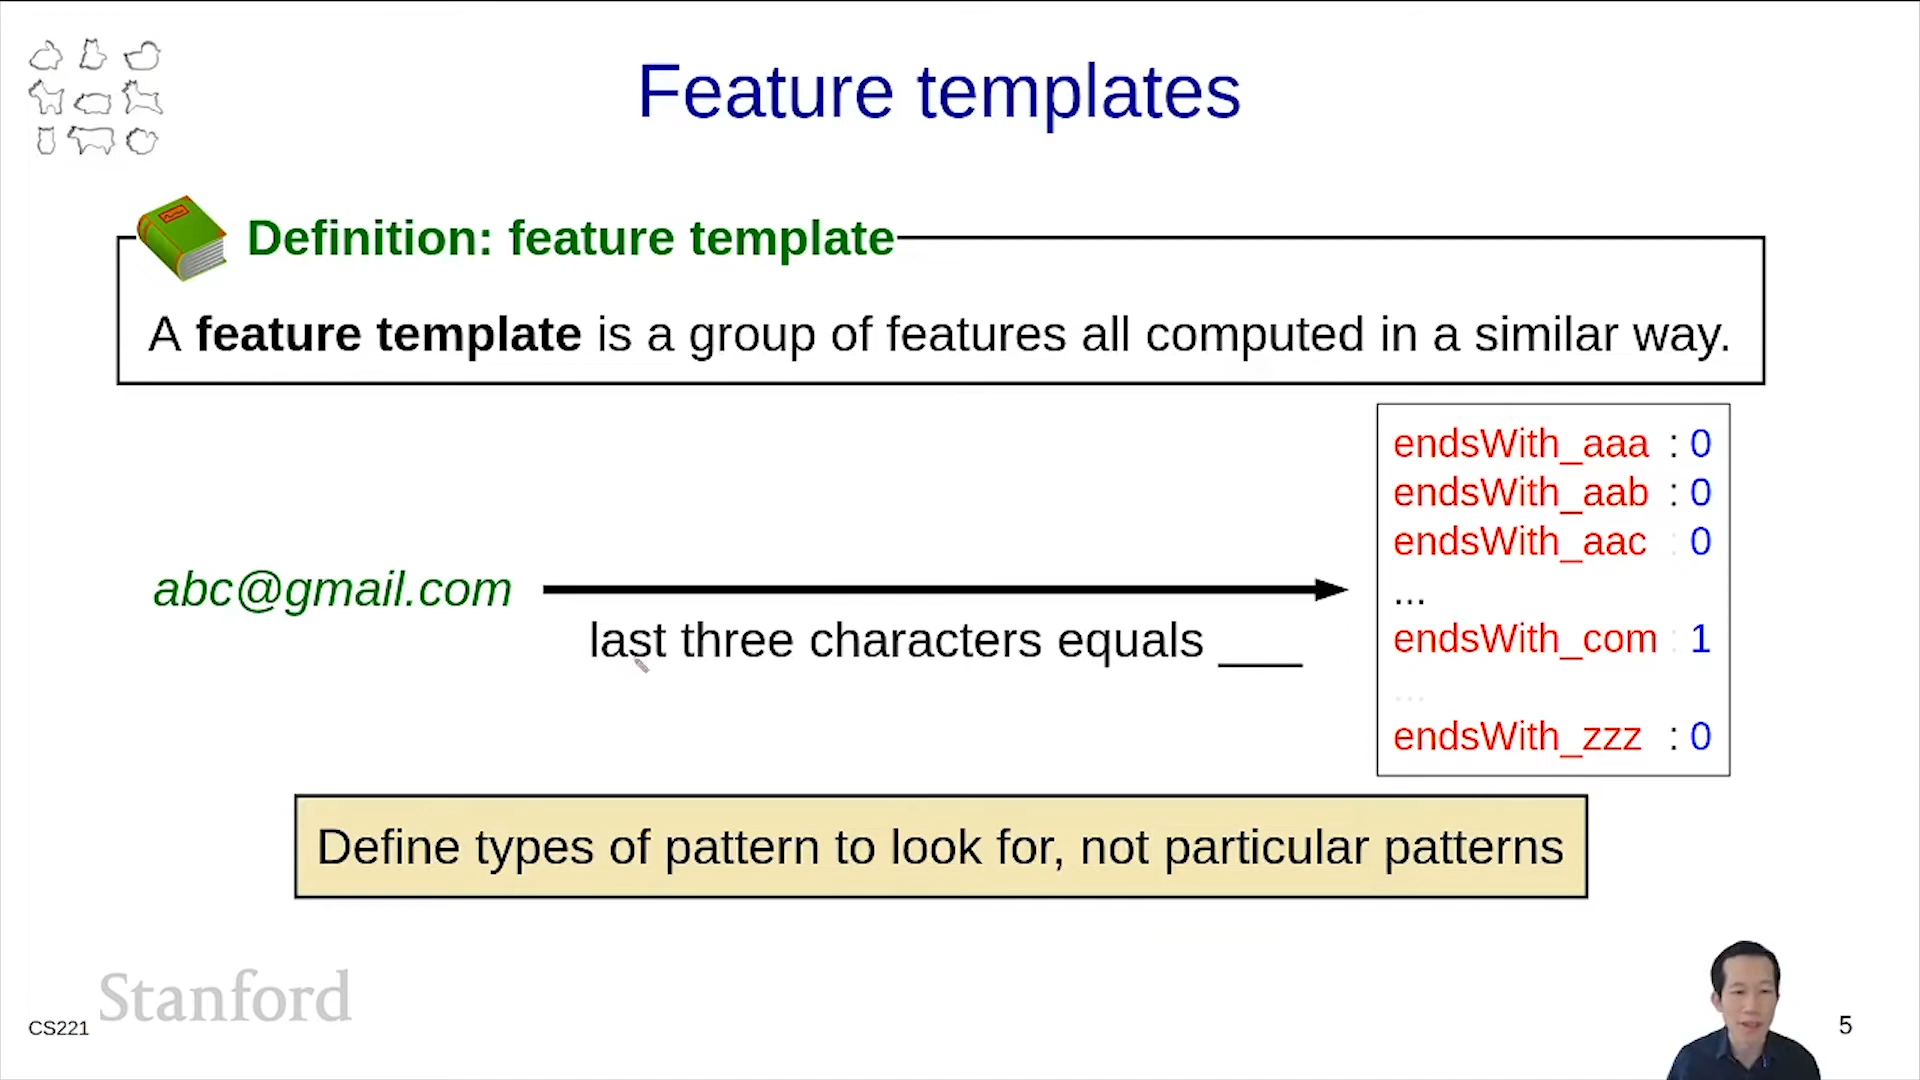 Feature templates
Definition: feature template
A feature template is a group of features all computed in a similar way.
abc@gmail.com
last three characters equals ___
endsWith_aaa : 0
endsWith_aab : 0
endsWith_aac : 0
...
endsWith_com : 1
...
endsWith_zzz : 0
Define types of pattern to look for, not particular patterns
Stanford
CS221
5